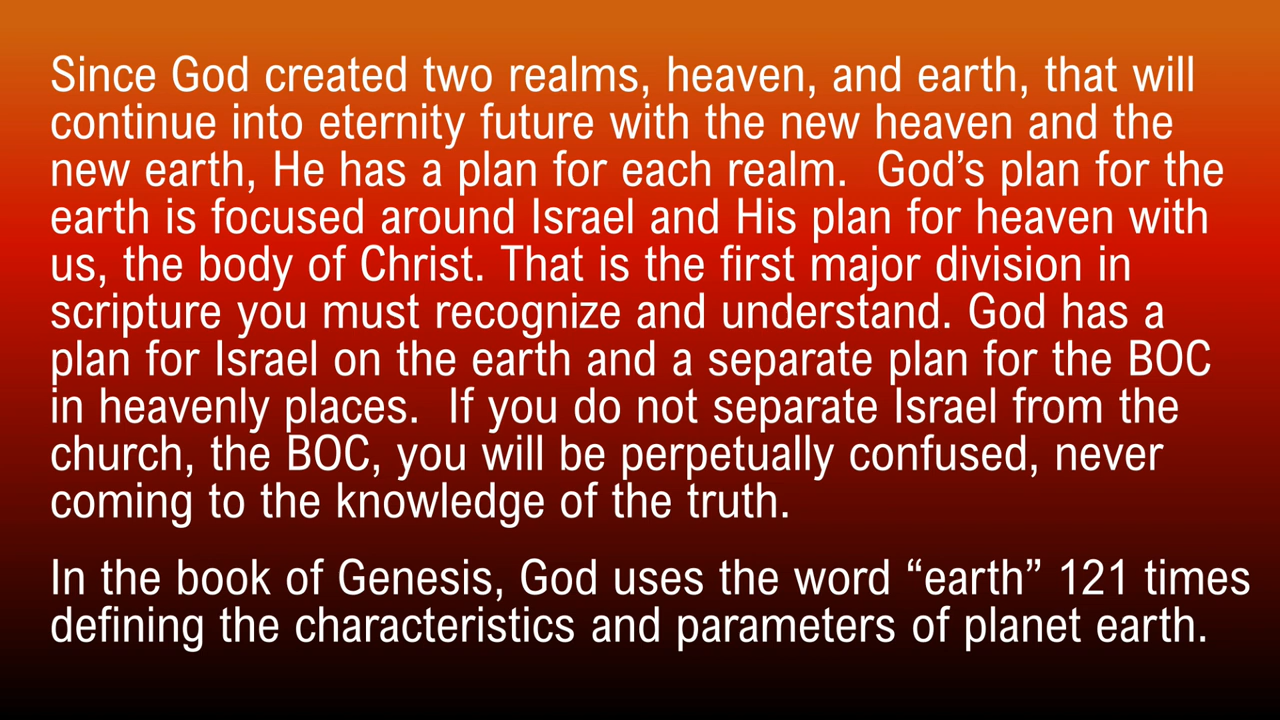 Since God created two realms, heaven, and earth, that will
continue into eternity future with the new heaven and the
new earth, He has a plan for each realm.  God’s plan for the
earth is focused around Israel and His plan for heaven with
us, the body of Christ. That is the first major division in
scripture you must recognize and understand. God has a
plan for Israel on the earth and a separate plan for the BOC
in heavenly places.  If you do not separate Israel from the
church, the BOC, you will be perpetually confused, never
coming to the knowledge of the truth.
In the book of Genesis, God uses the word “earth” 121 times
defining the characteristics and parameters of planet earth.